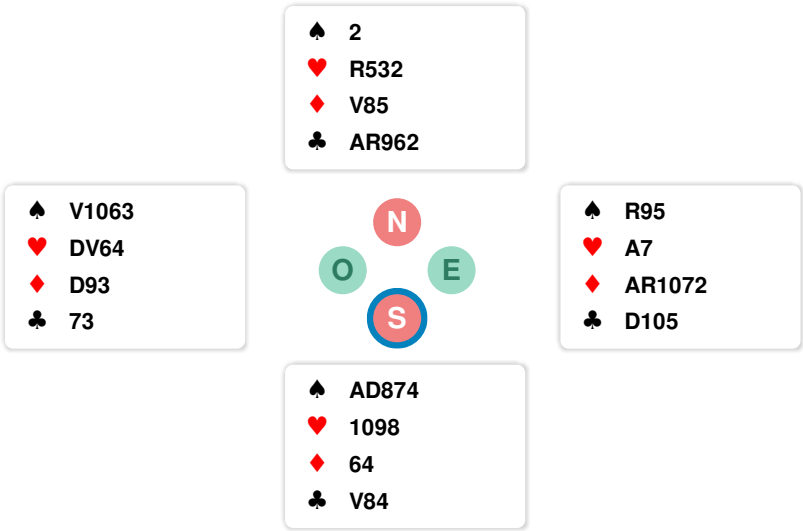 ♠ 2
♥ R532
♦ V85
♣ AR962
♠ V1063
♥ DV64
♦ D93
♣ 73
N
O E
S
♠ R95
♥ A7
♦ AR1072
♣ D105
♠ AD874
♥ 1098
♦ 64
♣ V84